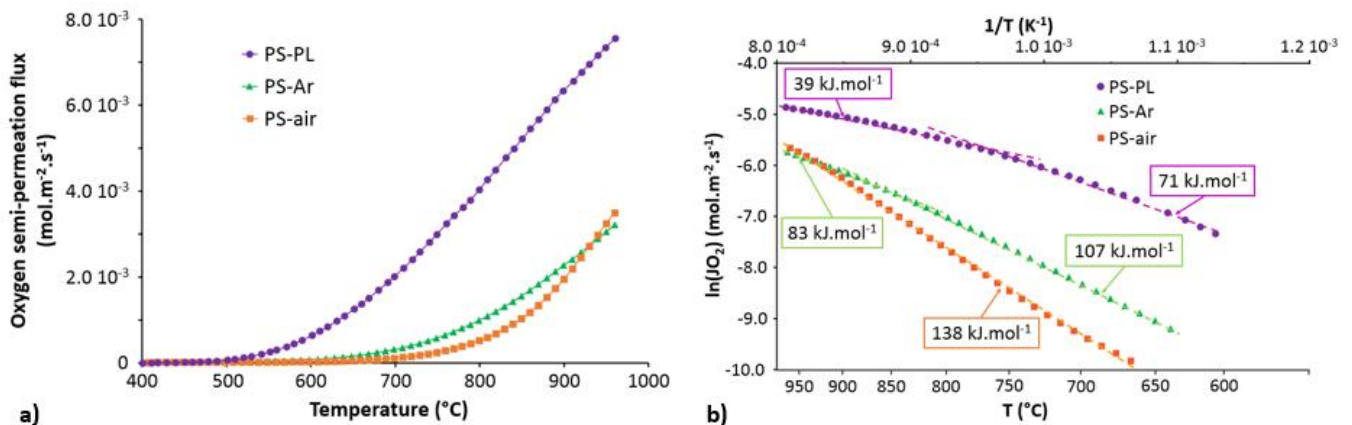 Oxygen semi-permeation flux
(mol.m⁻².s⁻¹)
8.0 10⁻³
6.0 10⁻³
4.0 10⁻³
2.0 10⁻³
0
PS-PL
PS-Ar
PS-air
400 500 600 700 800 900 1000
Temperature (°C)
a)
1/T (K⁻¹)
8.0 10⁻⁴ 9.0 10⁻⁴ 1.0 10⁻³ 1.1 10⁻³ 1.2 10⁻³
ln(JO₂) (mol.m⁻².s⁻¹)
-4.0
-5.0
-6.0
-7.0
-8.0
-9.0
-10.0
39 kJ.mol⁻¹
PS-PL
PS-Ar
PS-air
71 kJ.mol⁻¹
83 kJ.mol⁻¹
107 kJ.mol⁻¹
138 kJ.mol⁻¹
950 900 850 800 750 700 650 600
T (°C)
b)